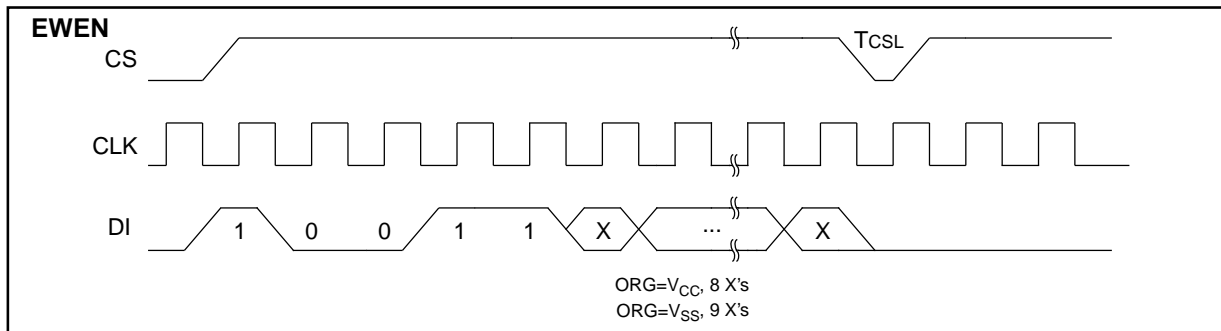 EWEN
CS
TCSL
CLK
DI
1 0 0 1 1 X ... X
ORG=VCC, 8 X's
ORG=VSS, 9 X's